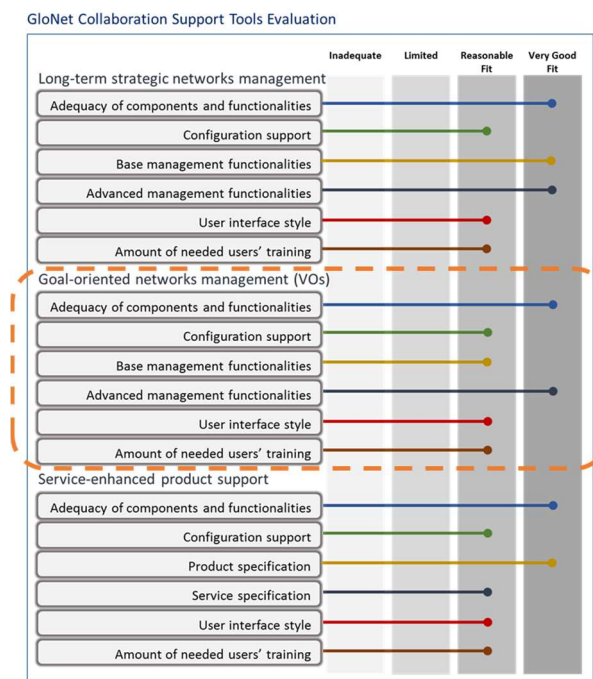 GloNet Collaboration Support Tools Evaluation
Inadequate Limited Reasonable Fit Very Good Fit
Long-term strategic networks management
Adequacy of components and functionalities
Configuration support
Base management functionalities
Advanced management functionalities
User interface style
Amount of needed users' training
Goal-oriented networks management (VOs)
Adequacy of components and functionalities
Configuration support
Base management functionalities
Advanced management functionalities
User interface style
Amount of needed users' training
Service-enhanced product support
Adequacy of components and functionalities
Configuration support
Product specification
Service specification
User interface style
Amount of needed users' training